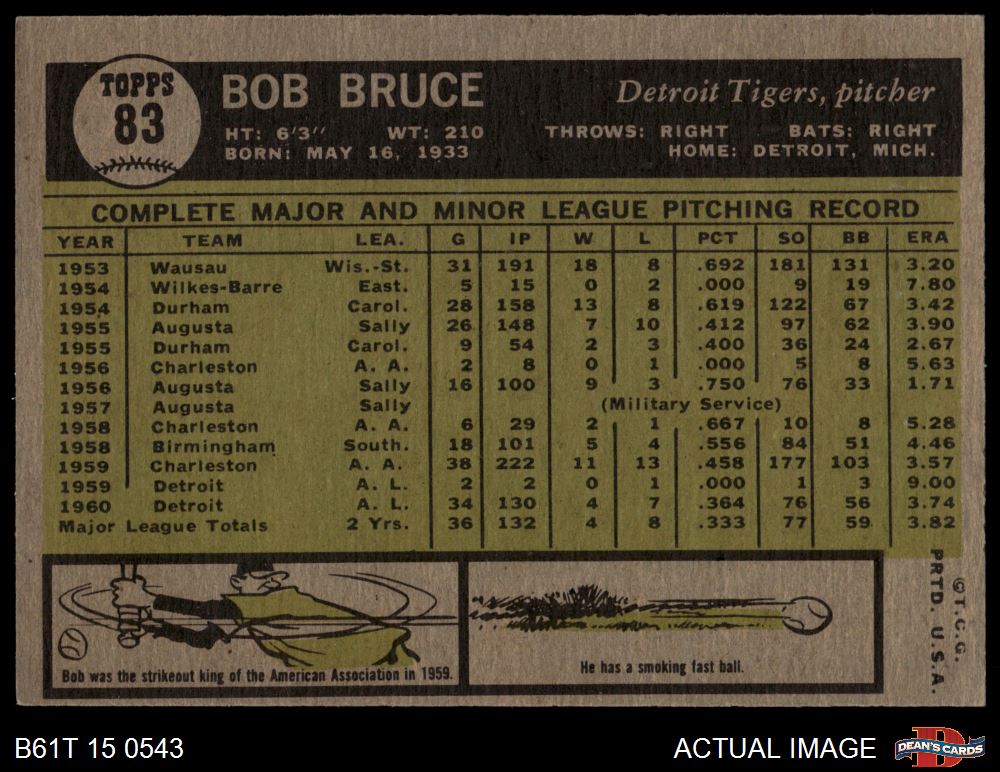 TOPPS
83
BOB BRUCE
Detroit Tigers, pitcher
HT: 6'3" WT: 210 THROWS: RIGHT BATS: RIGHT
BORN: MAY 16, 1933 HOME: DETROIT, MICH.
COMPLETE MAJOR AND MINOR LEAGUE PITCHING RECORD
YEAR TEAM LEA. G IP W L PCT SO BB ERA
1953 Wausau Wis.-St. 31 191 18 8 .692 181 131 3.20
1954 Wilkes-Barre East. 5 15 0 2 .000 9 19 7.80
1954 Durham Carol. 28 158 13 8 .619 122 67 3.42
1955 Augusta Sally 26 148 7 10 .412 97 62 3.90
1955 Durham Carol. 9 54 2 3 .400 36 24 2.67
1956 Charleston A. A. 2 8 0 1 .000 5 8 5.63
1956 Augusta Sally 16 100 9 3 .750 76 33 1.71
1957 Augusta Sally (Military Service)
1958 Charleston A. A. 6 29 2 1 .667 10 8 5.28
1958 Birmingham South. 18 101 5 4 .556 84 51 4.46
1959 Charleston A. A. 38 222 11 13 .458 177 103 3.57
1959 Detroit A. L. 2 2 0 1 .000 1 3 9.00
1960 Detroit A. L. 34 130 4 7 .364 76 56 3.74
Major League Totals 2 Yrs. 36 132 4 8 .333 77 59 3.82
Bob was the strikeout king of the American Association in 1959.
He has a smoking fast ball.
©T.C.G.
PRTD. U.S.A.
B61T 15 0543
ACTUAL IMAGE
D
DEAN'S CARDS